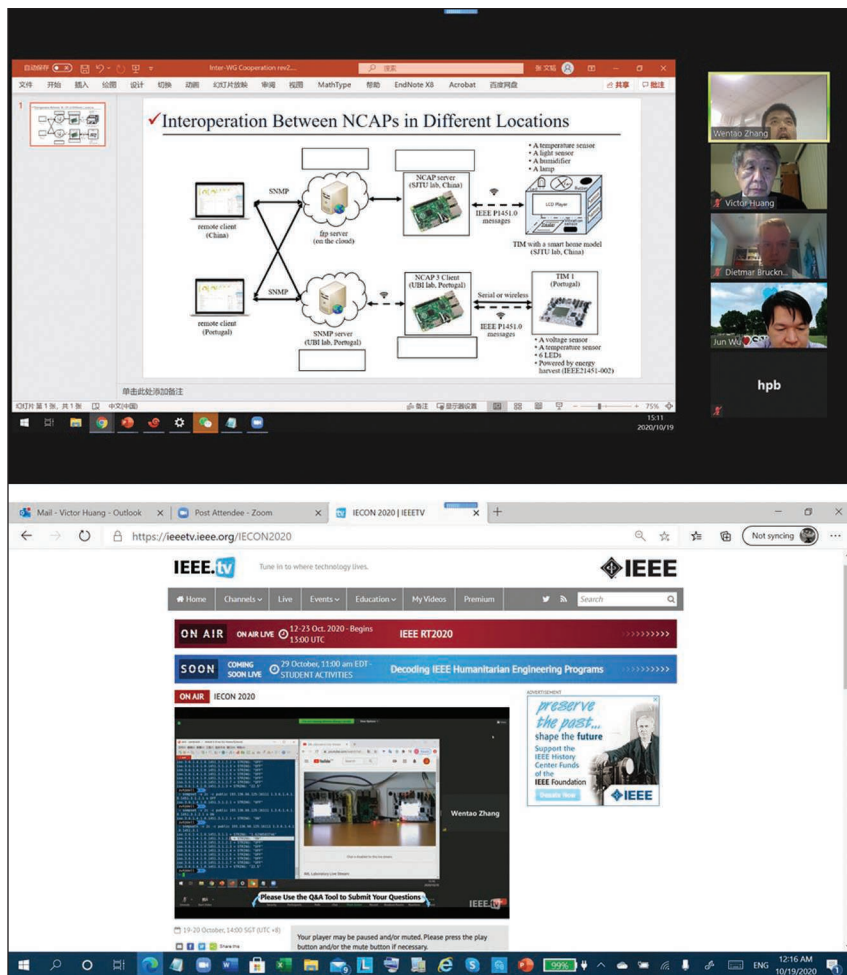 自动保存
Inter-WG Cooperation rev2....
搜索
张 文韬
文件 开始 插入 绘图 设计 切换 动画 幻灯片放映 审阅 视图 MathType 帮助 EndNote X8 Acrobat 百度网盘
共享 批注
1
✓Interoperation Between NCAPs in Different Locations
remote client
(China)
SNMP
frp server
(on the cloud)
NCAP server
(SJTU lab, China)
IEEE P1451.0
messages
• A temperature sensor
• A light sensor
• A humidifier
• A lamp
LCD Player
TIM with a smart home model
(SJTU lab, China)
remote client
(Portugal)
SNMP
SNMP server
(UBI lab, Portugal)
NCAP 3 Client
(UBI lab, Portugal)
Serial or wireless
IEEE P1451.0
messages
TIM 1
(Portugal)
• A voltage sensor
• A temperature sensor
• 6 LEDs
• Powered by energy
harvest (IEEE21451-002)
单击此处添加备注
幻灯片 第 1 张，共 1 张 中文(中国)
备注 显示器设置 75%
15:11
2020/10/19
Wentao Zhang
Victor Huang
Dietmar Bruckn...
Jun Wu
hpb
Mail - Victor Huang - Outlook
Post Attendee - Zoom
IECON 2020 | IEEETV
https://ieeetv.ieee.org/IECON2020
Not syncing
IEEE.tv Tune in to where technology lives.
IEEE
Home Channels Live Events Education My Videos Premium
Search
ON AIR ON AIR LIVE 12-23 Oct. 2020 - Begins
13:00 UTC
IEEE RT2020
SOON COMING
SOON LIVE
29 October, 11:00 am EDT -
STUDENT ACTIVITIES
Decoding IEEE Humanitarian Engineering Programs
ON AIR IECON 2020
Wentao Zhang
Please Use the Q&A Tool to Submit Your Questions
IEEE.tv
ADVERTISEMENT
preserve
the past...
shape the future
Support the
IEEE History
Center Funds
of the
IEEE Foundation
Donate Now
IEEE
19-20 October, 14:00 SGT (UTC +8)
Share this
Your player may be paused and/or muted. Please press the play
button and/or the mute button if necessary.
99%
ENG
12:16 AM
10/19/2020